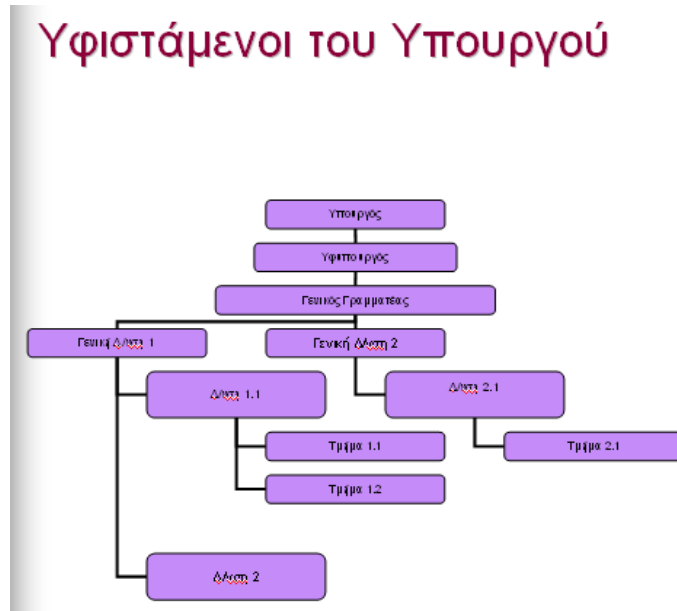 Υφιστάμενοι του Υπουργού
Υπουργός
Υφυπουργός
Γενικός Γραμματέας
Γενική Δ/νση 1
Γενική Δ/νση 2
Δ/νση 1.1
Δ/νση 2.1
Τμήμα 1.1
Τμήμα 2.1
Τμήμα 1.2
Δ/νση 2